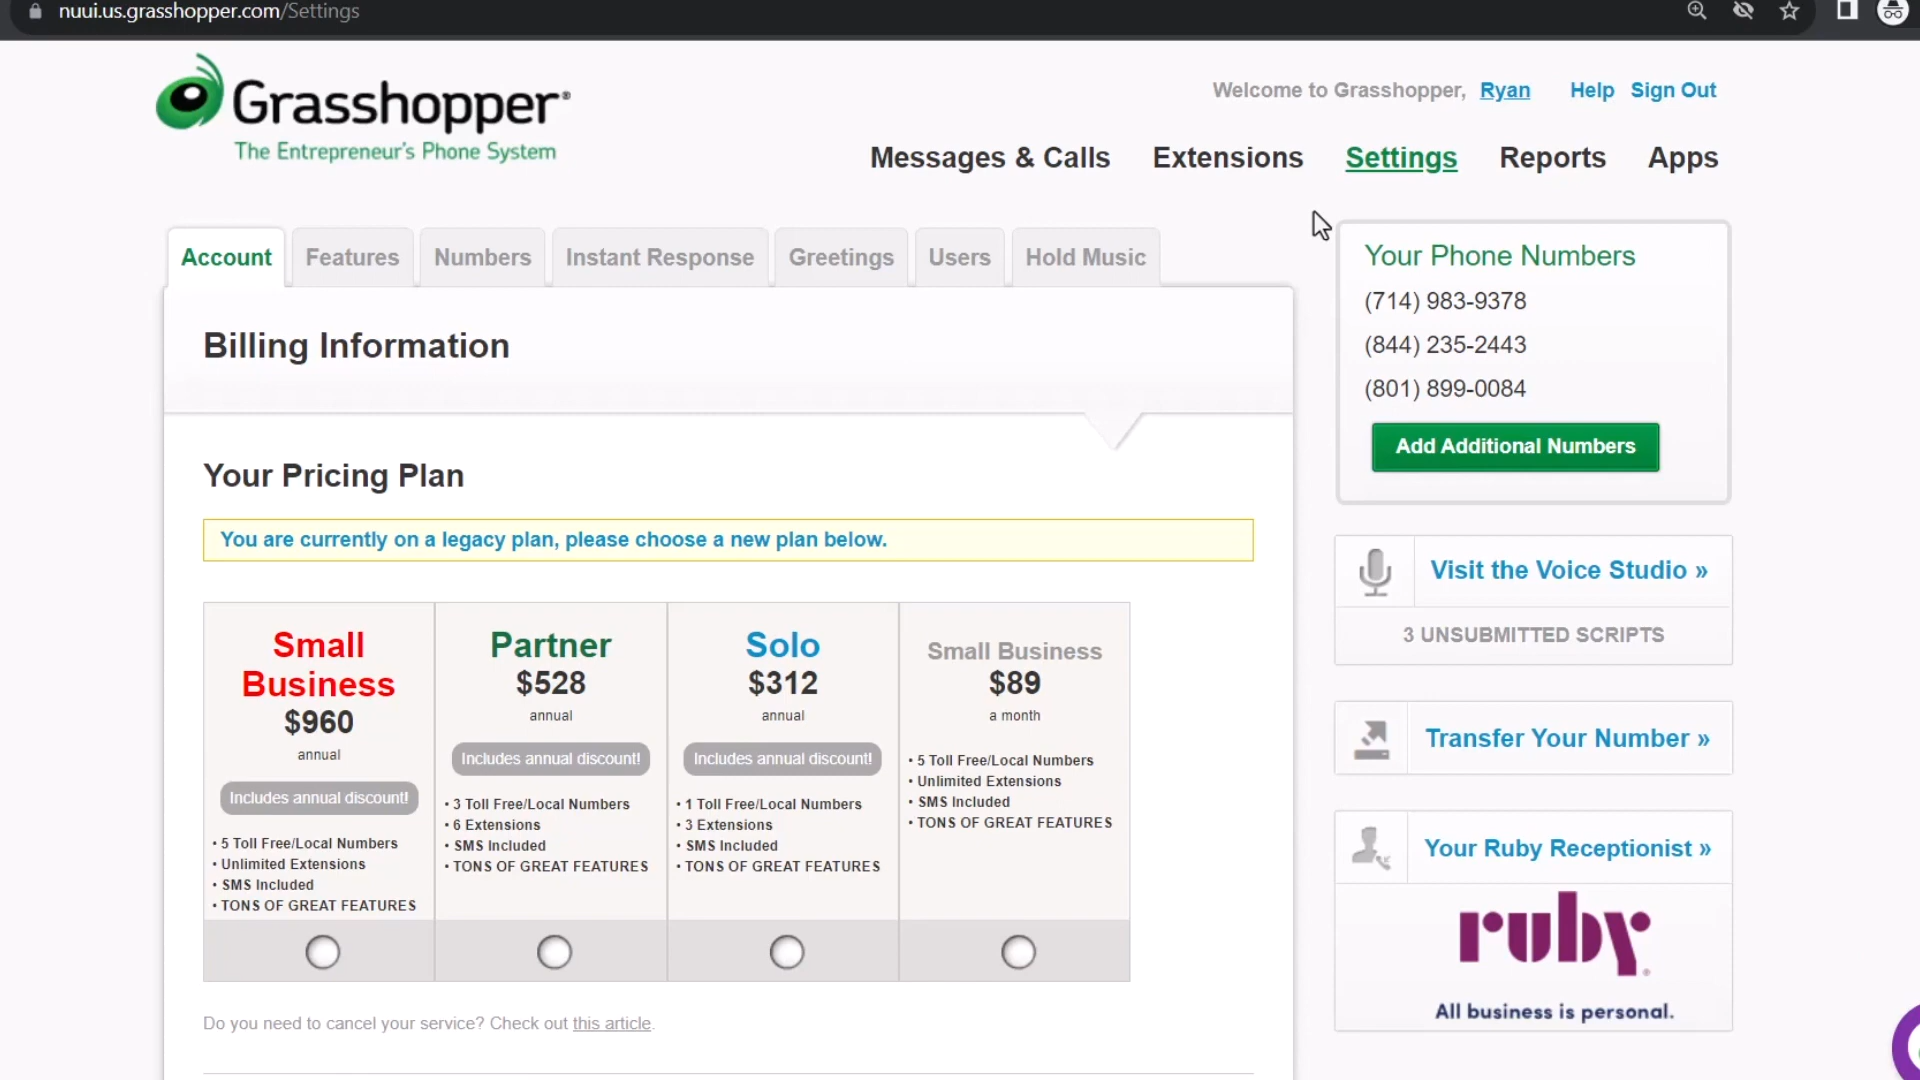 nuui.us.grasshopper.com/Settings
Grasshopper®
The Entrepreneur's Phone System
Welcome to Grasshopper, Ryan Help Sign Out
Messages & Calls Extensions Settings Reports Apps
Account Features Numbers Instant Response Greetings Users Hold Music
Billing Information
Your Pricing Plan
You are currently on a legacy plan, please choose a new plan below.
Small
Business
$960
annual
Includes annual discount!
• 5 Toll Free/Local Numbers
• Unlimited Extensions
• SMS Included
• TONS OF GREAT FEATURES
Partner
$528
annual
Includes annual discount!
• 3 Toll Free/Local Numbers
• 6 Extensions
• SMS Included
• TONS OF GREAT FEATURES
Solo
$312
annual
Includes annual discount!
• 1 Toll Free/Local Numbers
• 3 Extensions
• SMS Included
• TONS OF GREAT FEATURES
Small Business
$89
a month
• 5 Toll Free/Local Numbers
• Unlimited Extensions
• SMS Included
• TONS OF GREAT FEATURES
Do you need to cancel your service? Check out this article.
Your Phone Numbers
(714) 983-9378
(844) 235-2443
(801) 899-0084
Add Additional Numbers
Visit the Voice Studio »
3 UNSUBMITTED SCRIPTS
Transfer Your Number »
Your Ruby Receptionist »
ruby®
All business is personal.